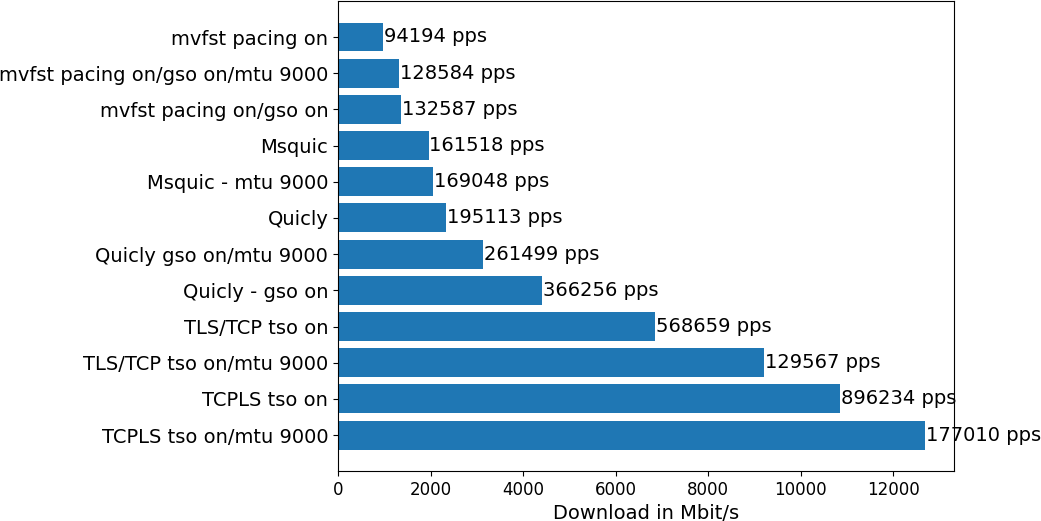 mvfst pacing on 94194 pps
mvfst pacing on/gso on/mtu 9000 128584 pps
mvfst pacing on/gso on 132587 pps
Msquic 161518 pps
Msquic - mtu 9000 169048 pps
Quicly 195113 pps
Quicly gso on/mtu 9000 261499 pps
Quicly - gso on 366256 pps
TLS/TCP tso on 568659 pps
TLS/TCP tso on/mtu 9000 129567 pps
TCPLS tso on 896234 pps
TCPLS tso on/mtu 9000 177010 pps
0 2000 4000 6000 8000 10000 12000
Download in Mbit/s